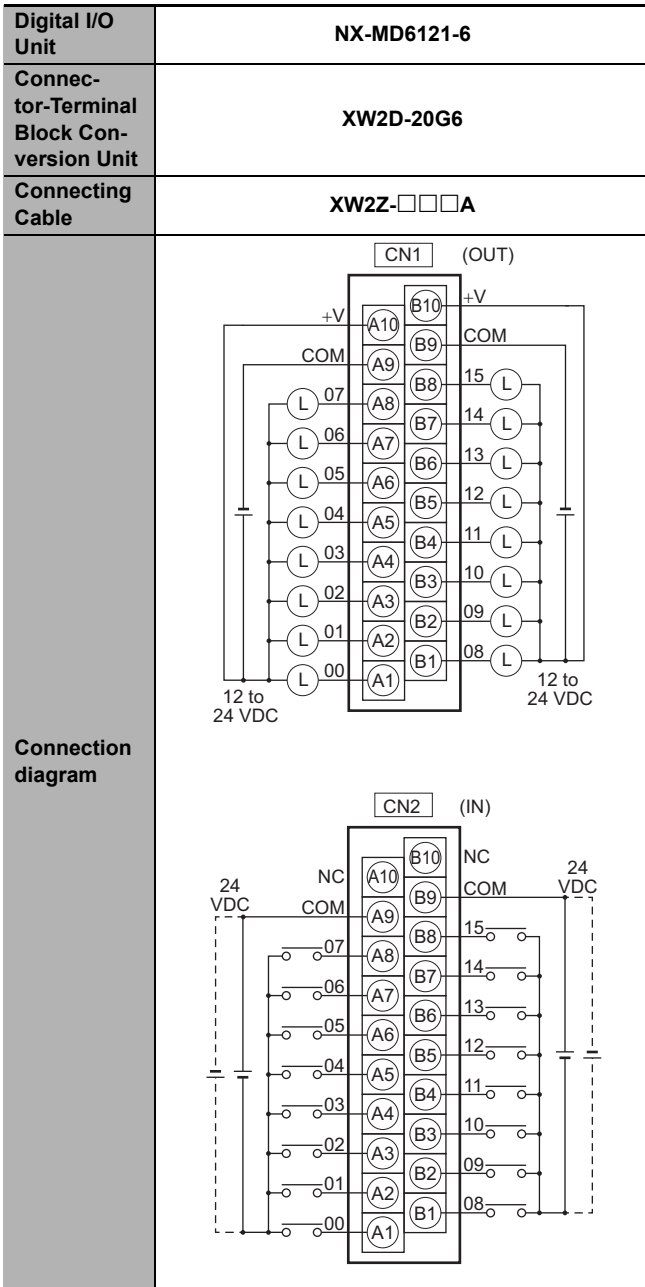 Digital I/O
Unit
NX-MD6121-6
Connec-
tor-Terminal
Block Con-
version Unit
XW2D-20G6
Connecting
Cable
XW2Z-□□□A
Connection
diagram
CN1 (OUT)
+V A10 B10 +V
COM A9 B9 COM
L 07 A8 B8 15 L
L 06 A7 B7 14 L
L 05 A6 B6 13 L
L 04 A5 B5 12 L
L 03 A4 B4 11 L
L 02 A3 B3 10 L
L 01 A2 B2 09 L
L 00 A1 B1 08 L
12 to
24 VDC
12 to
24 VDC
CN2 (IN)
24
VDC
24
VDC
NC A10 B10 NC
COM A9 B9 COM
07 A8 B8 15
06 A7 B7 14
05 A6 B6 13
04 A5 B5 12
03 A4 B4 11
02 A3 B3 10
01 A2 B2 09
00 A1 B1 08